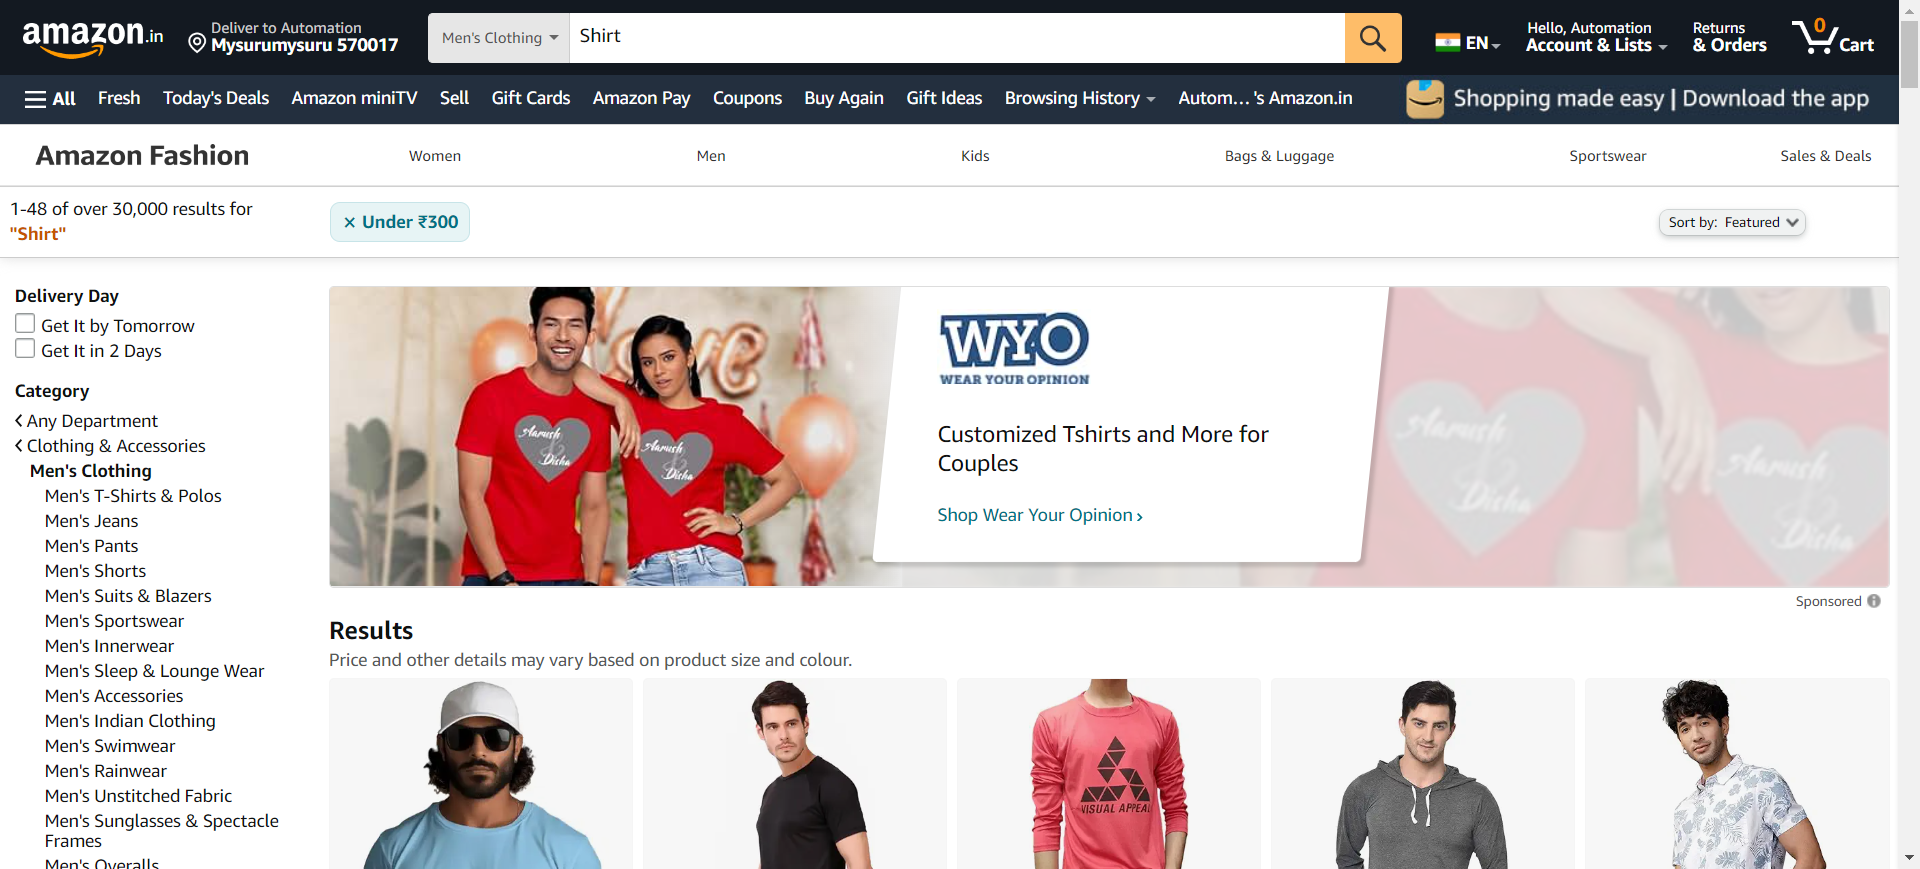 amazon.in
Deliver to Automation
Mysurumysuru 570017
Men's Clothing
Shirt
EN
Hello, Automation
Account & Lists
Returns
& Orders
0
Cart
All
Fresh
Today's Deals
Amazon miniTV
Sell
Gift Cards
Amazon Pay
Coupons
Buy Again
Gift Ideas
Browsing History
Autom… 's Amazon.in
Shopping made easy | Download the app
Amazon Fashion
Women
Men
Kids
Bags & Luggage
Sportswear
Sales & Deals
1-48 of over 30,000 results for
"Shirt"
× Under ₹300
Sort by: Featured
Delivery Day
Get It by Tomorrow
Get It in 2 Days
Category
Any Department
Clothing & Accessories
Men's Clothing
Men's T-Shirts & Polos
Men's Jeans
Men's Pants
Men's Shorts
Men's Suits & Blazers
Men's Sportswear
Men's Innerwear
Men's Sleep & Lounge Wear
Men's Accessories
Men's Indian Clothing
Men's Swimwear
Men's Rainwear
Men's Unstitched Fabric
Men's Sunglasses & Spectacle
Frames
Men's Overalls
Love
Aarush
&
Disha
Aarush
&
Disha
WYO
WEAR YOUR OPINION
Customized Tshirts and More for
Couples
Shop Wear Your Opinion ›
Aarush
&
Disha
Aarush
&
Disha
Sponsored
Results
Price and other details may vary based on product size and colour.
VISUAL APPEAL